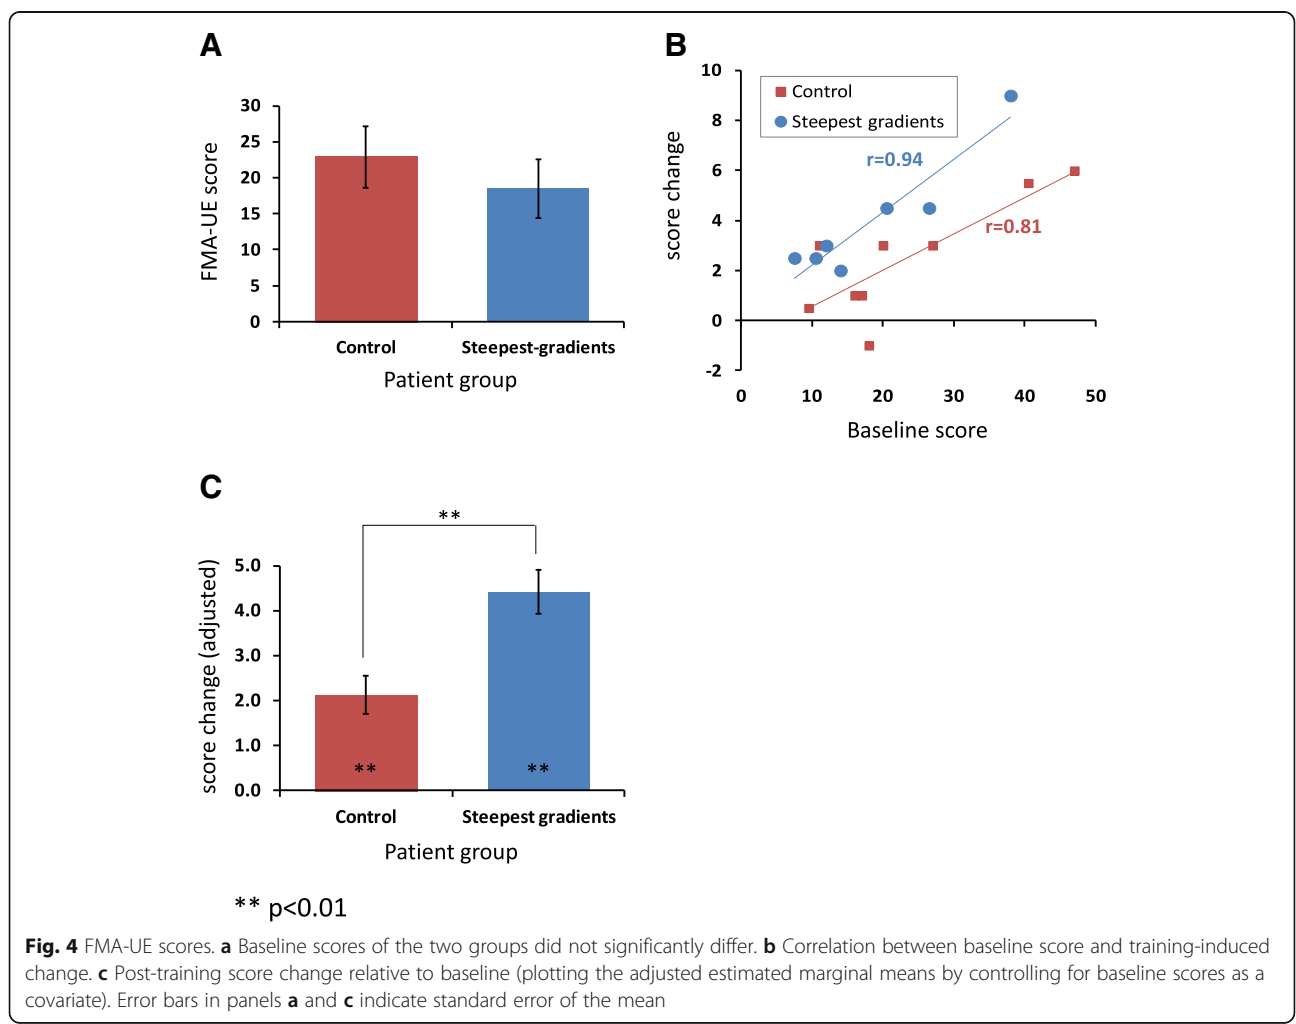 A
30
25
20
15
10
5
0
FMA-UE score
Control
Steepest-gradients
Patient group
B
10
8
6
4
2
0
-2
score change
Control
Steepest gradients
r=0.94
r=0.81
0 10 20 30 40 50
Baseline score
C
**
5.0
4.0
3.0
2.0
1.0
0.0
score change (adjusted)
** **
Control
Steepest gradients
Patient group
** p<0.01
Fig. 4 FMA-UE scores. a Baseline scores of the two groups did not significantly differ. b Correlation between baseline score and training-induced
change. c Post-training score change relative to baseline (plotting the adjusted estimated marginal means by controlling for baseline scores as a
covariate). Error bars in panels a and c indicate standard error of the mean